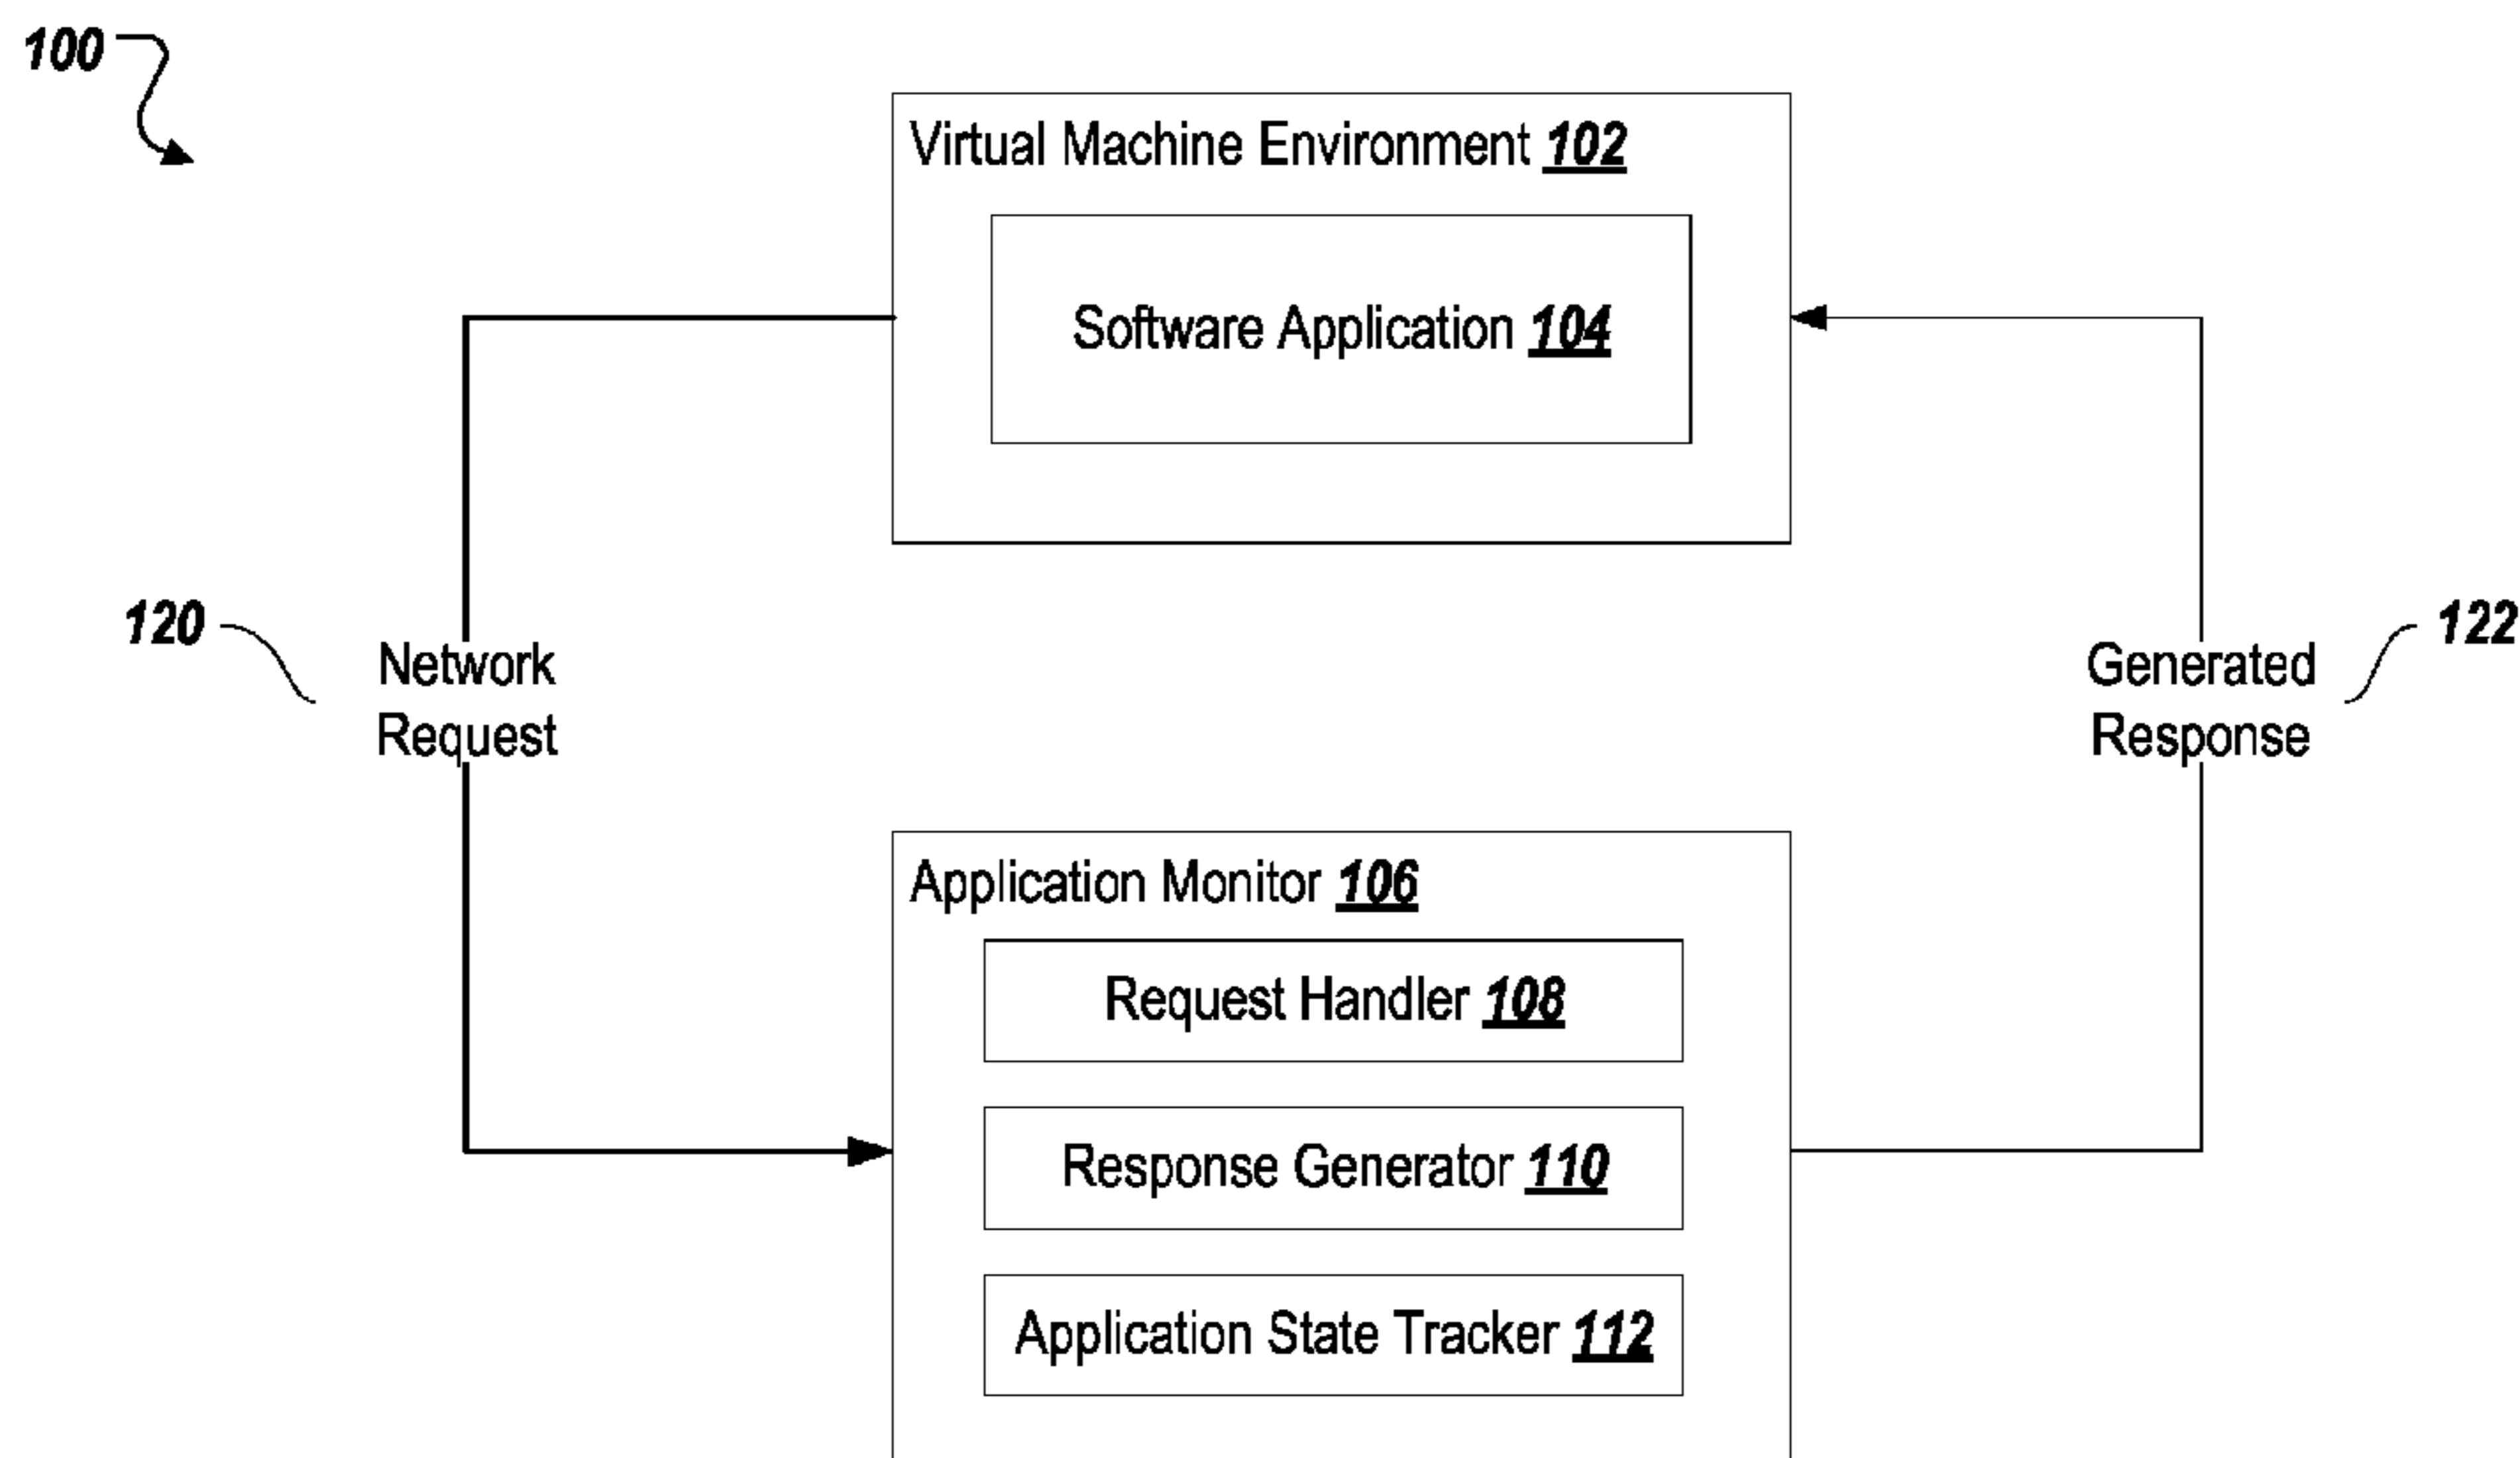 100
Virtual Machine Environment 102
Software Application 104
120
Network
Request
Generated
Response
122
Application Monitor 106
Request Handler 108
Response Generator 110
Application State Tracker 112